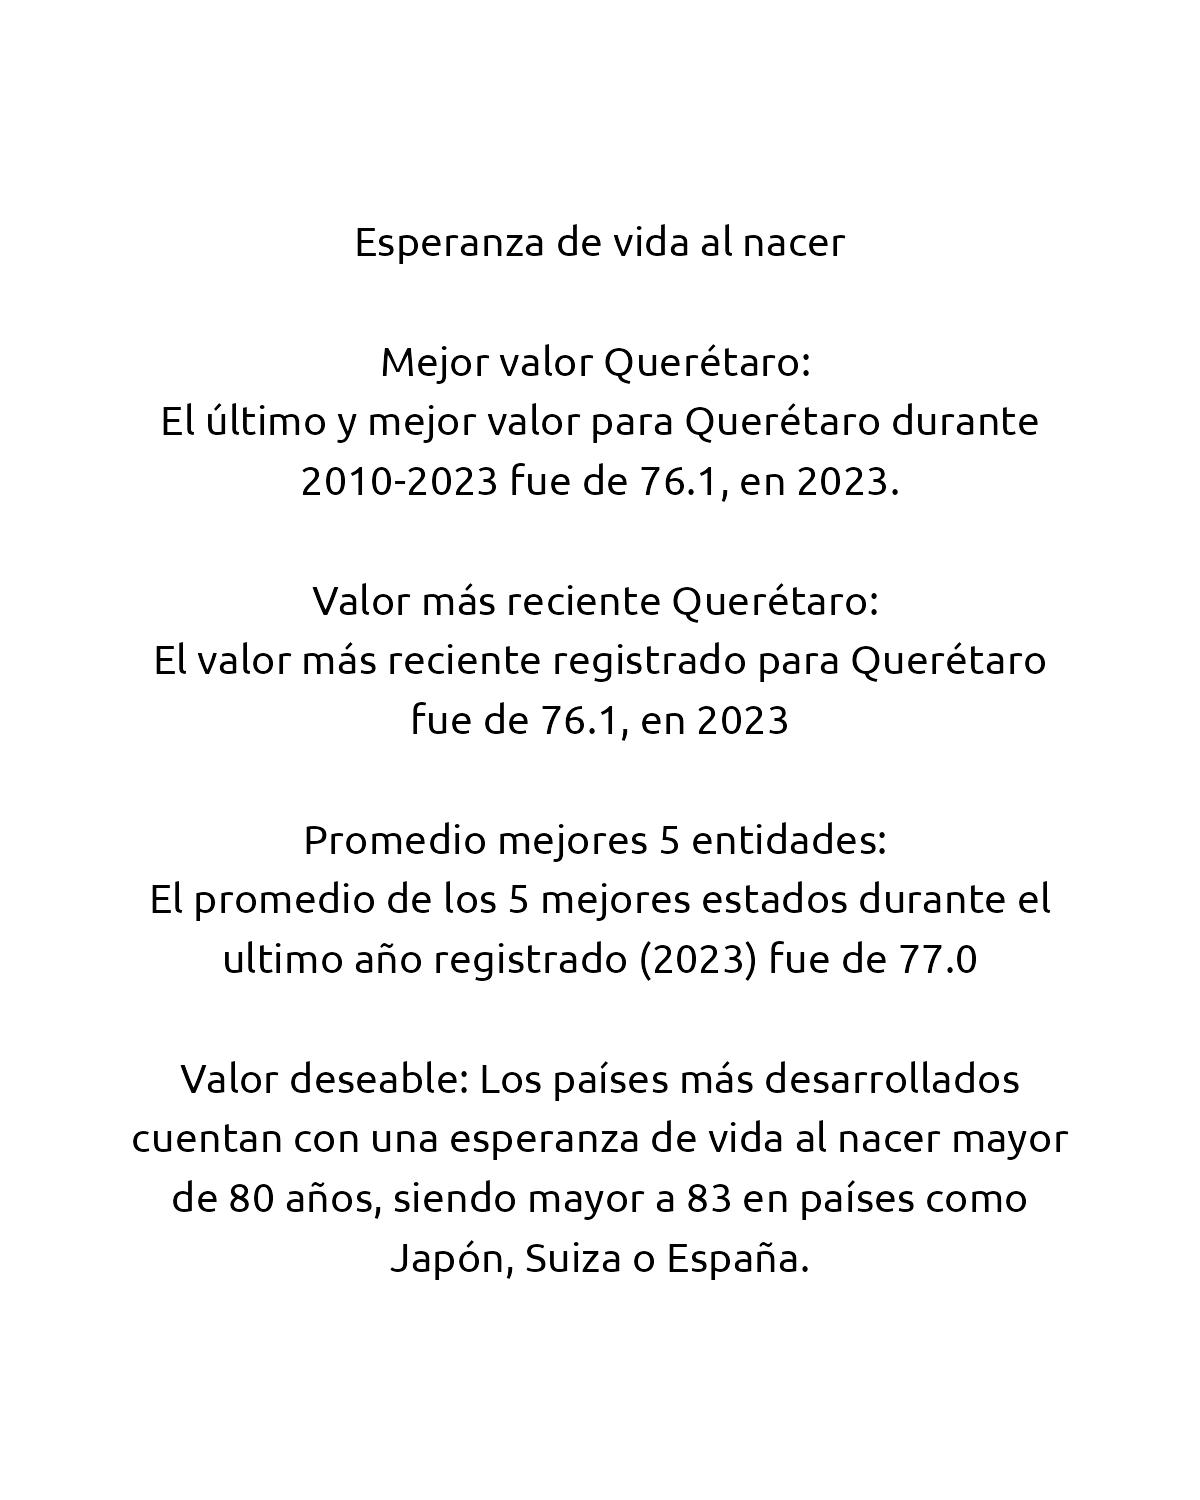 Esperanza de vida al nacer
Mejor valor Querétaro:
El último y mejor valor para Querétaro durante
2010-2023 fue de 76.1, en 2023.
Valor más reciente Querétaro:
El valor más reciente registrado para Querétaro
fue de 76.1, en 2023
Promedio mejores 5 entidades:
El promedio de los 5 mejores estados durante el
ultimo año registrado (2023) fue de 77.0
Valor deseable: Los países más desarrollados
cuentan con una esperanza de vida al nacer mayor
de 80 años, siendo mayor a 83 en países como
Japón, Suiza o España.